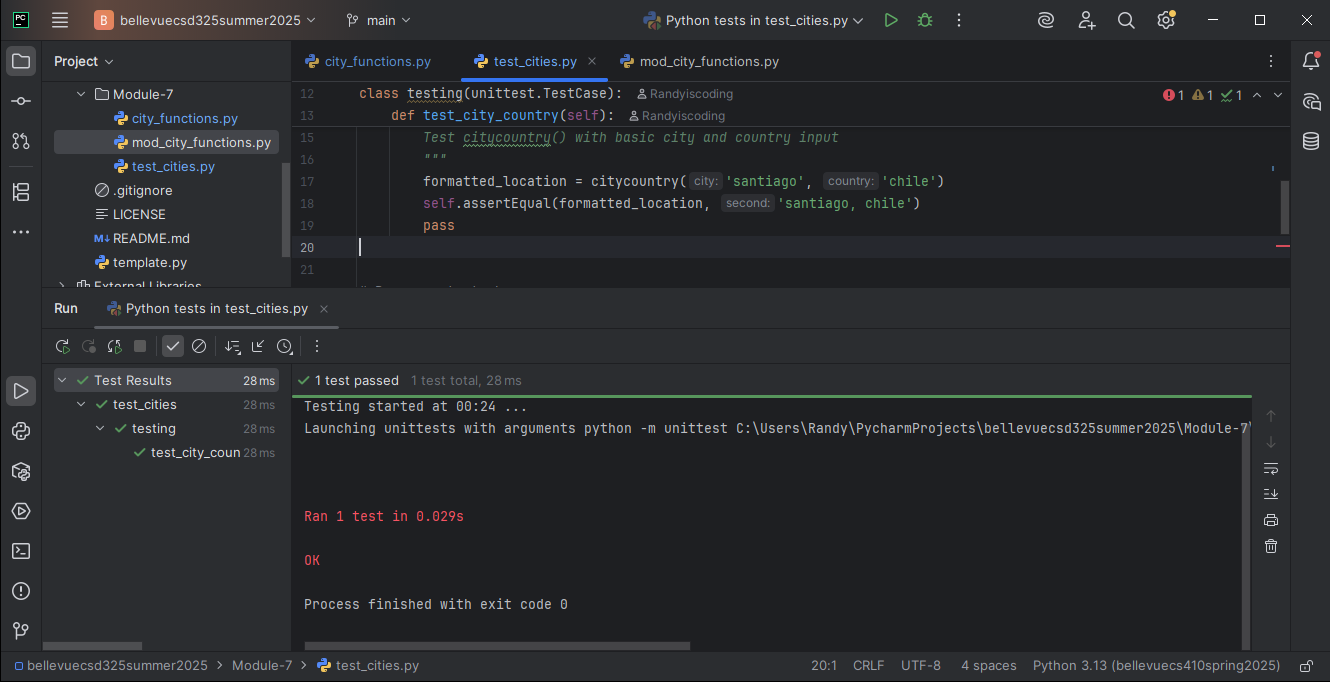 PC B bellevuecsd325summer2025 main Python tests in test_cities.py
Project
Module-7
city_functions.py
mod_city_functions.py
test_cities.py
.gitignore
LICENSE
M↓ README.md
template.py
External Libraries
city_functions.py test_cities.py mod_city_functions.py
12 class testing(unittest.TestCase): Randyiscoding
1 1 1
13 def test_city_country(self): Randyiscoding
15 Test citycountry() with basic city and country input
16 """
17 formatted_location = citycountry( city: 'santiago', country: 'chile')
18 self.assertEqual(formatted_location, second: 'santiago, chile')
19 pass
20
21
Run Python tests in test_cities.py
Test Results 28 ms
test_cities 28 ms
testing 28 ms
test_city_coun 28 ms
1 test passed 1 test total, 28 ms
Testing started at 00:24 ...
Launching unittests with arguments python -m unittest C:\Users\Randy\PycharmProjects\bellevuecsd325summer2025\Module-7\
Ran 1 test in 0.029s
OK
Process finished with exit code 0
bellevuecsd325summer2025 > Module-7 > test_cities.py 20:1 CRLF UTF-8 4 spaces Python 3.13 (bellevuecs410spring2025)